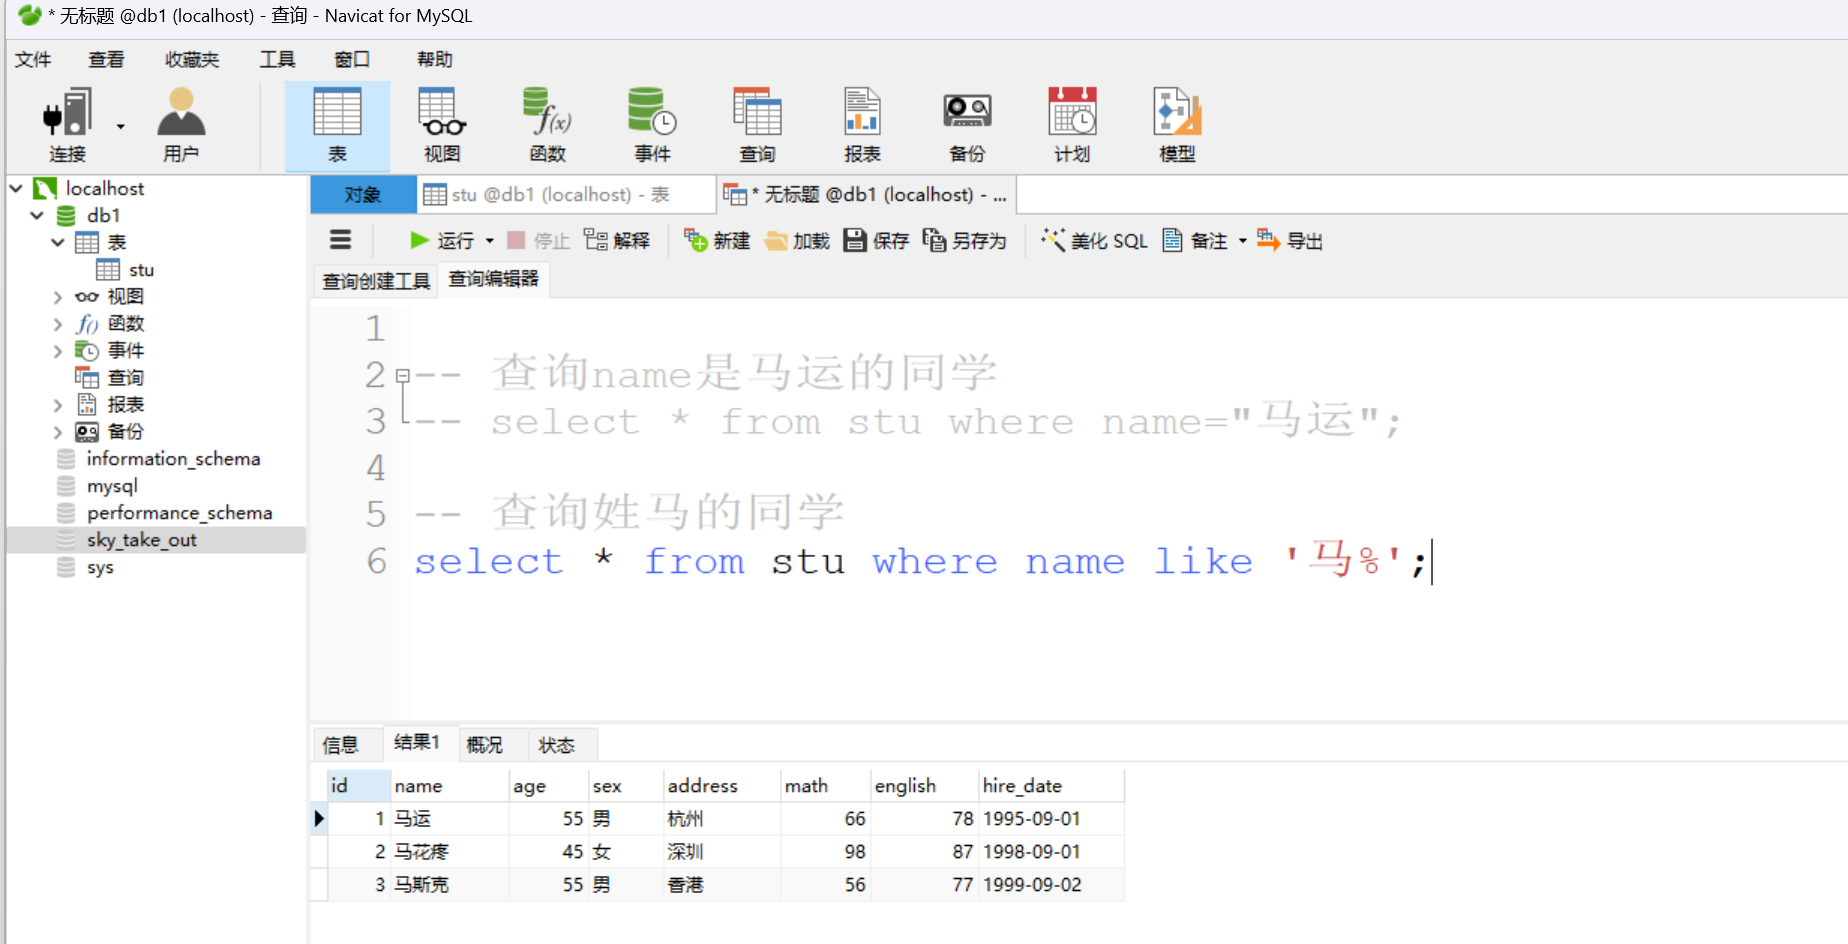 * 无标题 @db1 (localhost) - 查询 - Navicat for MySQL
文件 查看 收藏夹 工具 窗口 帮助
连接 用户 表 视图 函数 事件 查询 报表 备份 计划 模型
f(x)
localhost
db1
表
stu
视图
f() 函数
事件
查询
报表
备份
information_schema
mysql
performance_schema
sky_take_out
sys
对象 stu @db1 (localhost) - 表 * 无标题 @db1 (localhost) - ...
运行 停止 解释 新建 加载 保存 另存为 美化 SQL 备注 导出
查询创建工具 查询编辑器
1
2 -- 查询name是马运的同学
3 -- select * from stu where name="马运";
4
5 -- 查询姓马的同学
6 select * from stu where name like '马%';
信息 结果1 概况 状态
id name age sex address math english hire_date
1 马运 55 男 杭州 66 78 1995-09-01
2 马花疼 45 女 深圳 98 87 1998-09-01
3 马斯克 55 男 香港 56 77 1999-09-02